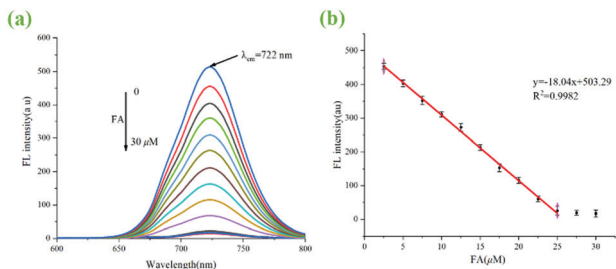 (a)
600
500
400
300
200
100
0
FL intensity(a u)
λem=722 nm
0
FA
30 μM
600
650
700
750
800
Wavelength(nm)
(b)
500
400
300
200
100
0
FL intensity(au)
y=-18.04x+503.29
R²=0.9982
0
5
10
15
20
25
30
FA(μM)